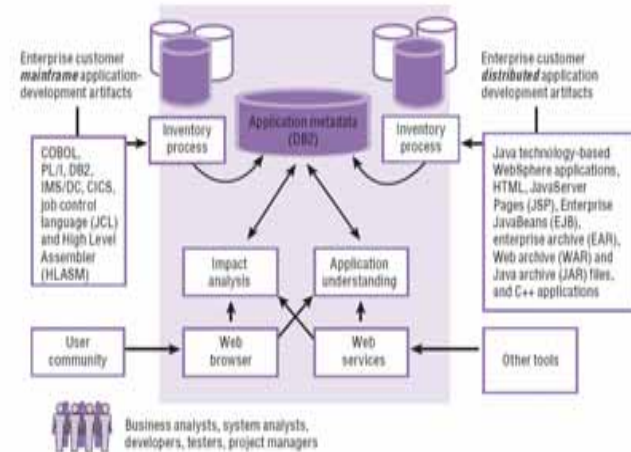 Enterprise customer
mainframe application-
development artifacts
Enterprise customer
distributed application
development artifacts
Application metadata
(DB2)
Inventory
process
Inventory
process
COBOL,
PL/I, DB2,
IMS/DC, CICS,
job control
language (JCL)
and High Level
Assembler
(HLASM)
Java technology-based
WebSphere applications,
HTML, JavaServer
Pages (JSP), Enterprise
JavaBeans (EJB),
enterprise archive (EAR),
Web archive (WAR) and
Java archive (JAR) files,
and C++ applications
Impact
analysis
Application
understanding
User
community
Web
browser
Web
services
Other tools
Business analysts, system analysts,
developers, testers, project managers